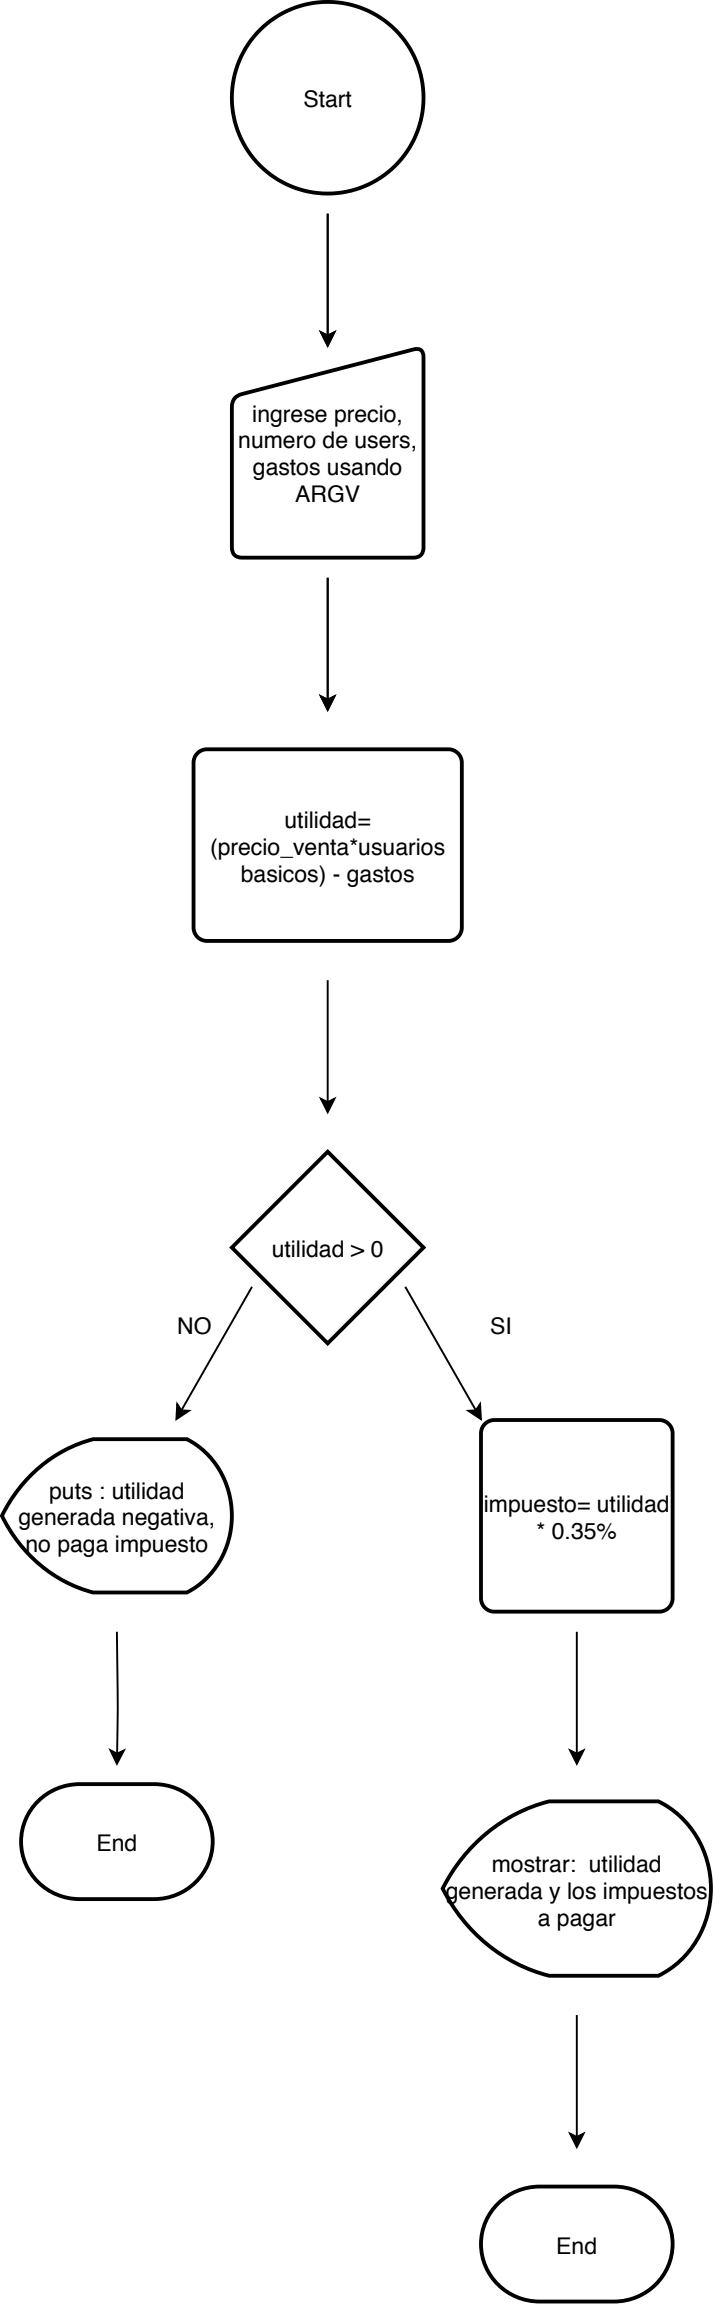 Start
ingrese precio,
numero de users,
gastos usando
ARGV
utilidad=
(precio_venta*usuarios
basicos) - gastos
utilidad > 0
NO
SI
puts : utilidad
generada negativa,
no paga impuesto
impuesto= utilidad
* 0.35%
End
mostrar:  utilidad
generada y los impuestos
a pagar
End